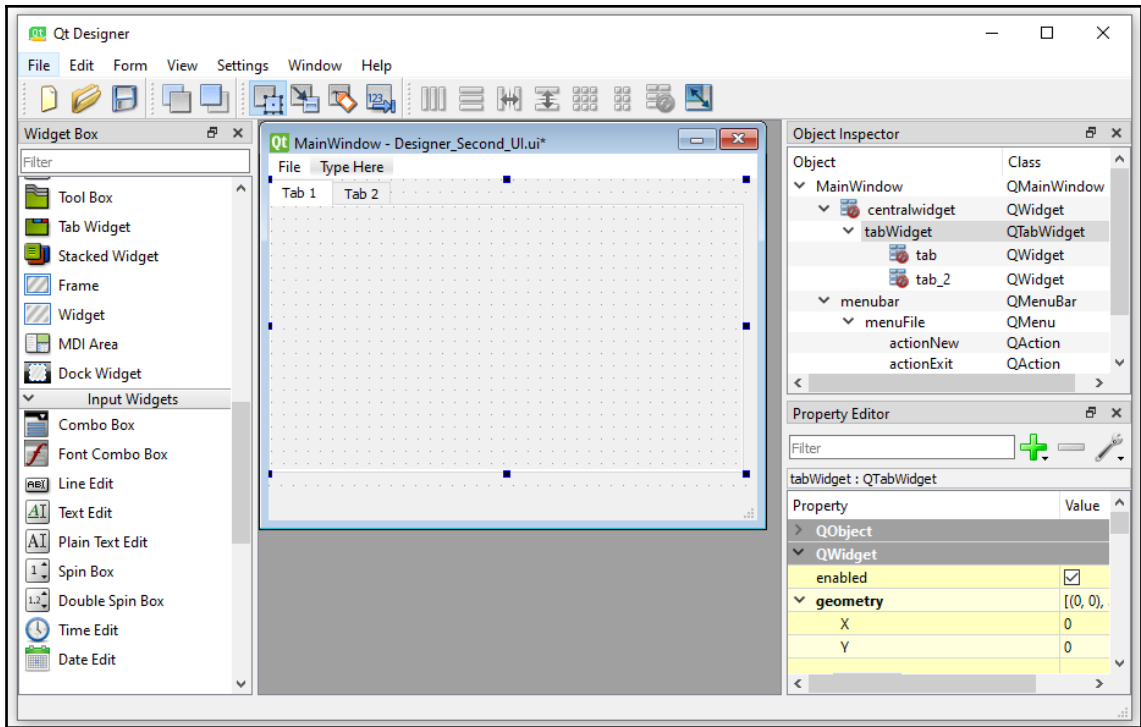 Qt Designer
File Edit Form View Settings Window Help
Widget Box
Filter
Tool Box
Tab Widget
Stacked Widget
Frame
Widget
MDI Area
Dock Widget
Input Widgets
Combo Box
Font Combo Box
Line Edit
Text Edit
Plain Text Edit
Spin Box
Double Spin Box
Time Edit
Date Edit
MainWindow - Designer_Second_UI.ui*
File Type Here
Tab 1 Tab 2
Object Inspector
Object Class
MainWindow QMainWindow
centralwidget QWidget
tabWidget QTabWidget
tab QWidget
tab_2 QWidget
menubar QMenuBar
menuFile QMenu
actionNew QAction
actionExit QAction
Property Editor
Filter
tabWidget : QTabWidget
Property Value
QObject
QWidget
enabled
geometry [(0, 0),
X 0
Y 0